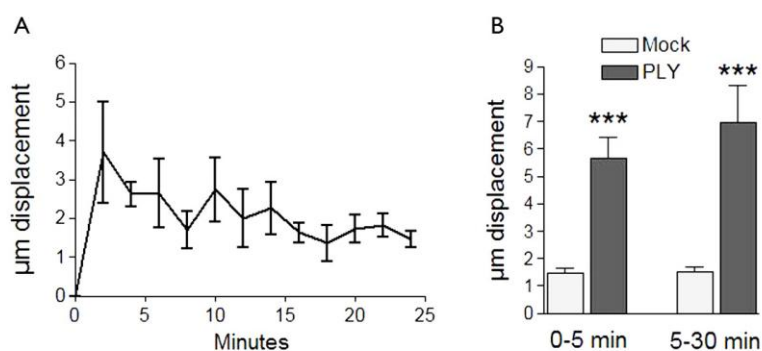 A
6
5
4
3
2
1
0
µm displacement
0 5 10 15 20 25
Minutes
B
Mock
PLY
9
8
7
6
5
4
3
2
1
0
µm displacement
***
***
0-5 min 5-30 min